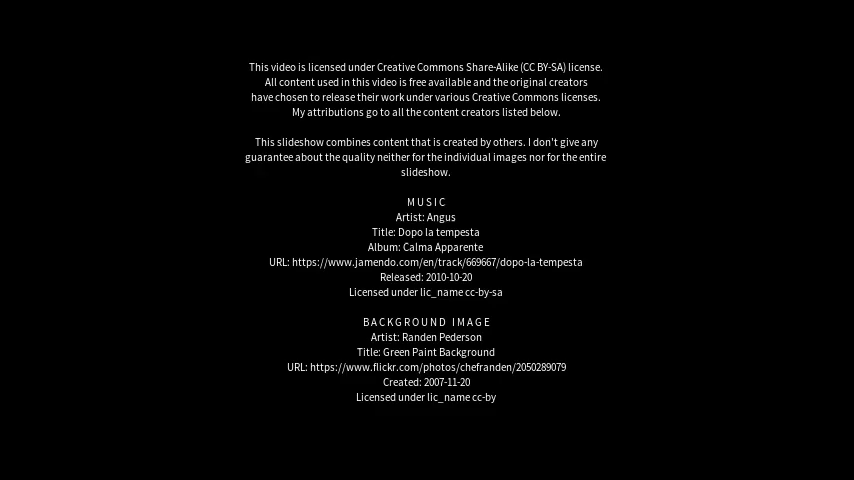 This video is licensed under Creative Commons Share-Alike (CC BY-SA) license.
All content used in this video is free available and the original creators
have chosen to release their work under various Creative Commons licenses.
My attributions go to all the content creators listed below.
This slideshow combines content that is created by others. I don't give any
guarantee about the quality neither for the individual images nor for the entire
slideshow.
M U S I C
Artist: Angus
Title: Dopo la tempesta
Album: Calma Apparente
URL: https://www.jamendo.com/en/track/669667/dopo-la-tempesta
Released: 2010-10-20
Licensed under lic_name cc-by-sa
B A C K G R O U N D   I M A G E
Artist: Randen Pederson
Title: Green Paint Background
URL: https://www.flickr.com/photos/chefranden/2050289079
Created: 2007-11-20
Licensed under lic_name cc-by